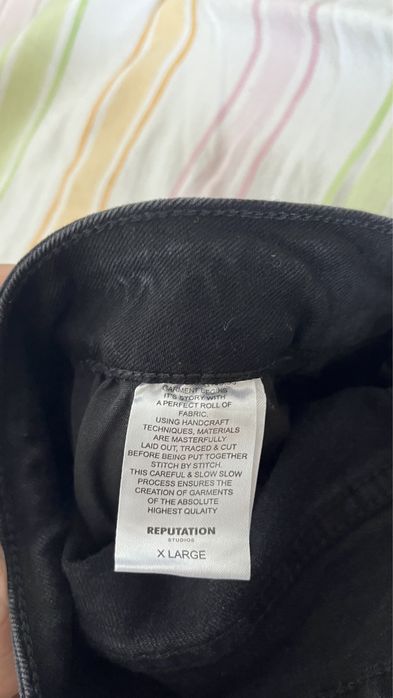 GARMENT BEGINS
IT'S STORY WITH
A PERFECT ROLL OF
FABRIC.
USING HANDCRAFT
TECHNIQUES, MATERIALS
ARE MASTERFULLY
LAID OUT, TRACED & CUT
BEFORE BEING PUT TOGETHER
STITCH BY STITCH.
THIS CAREFUL & SLOW SLOW
PROCESS ENSURES THE
CREATION OF GARMENTS
OF THE ABSOLUTE
HIGHEST QULAITY
REPUTATION
STUDIOS
X LARGE